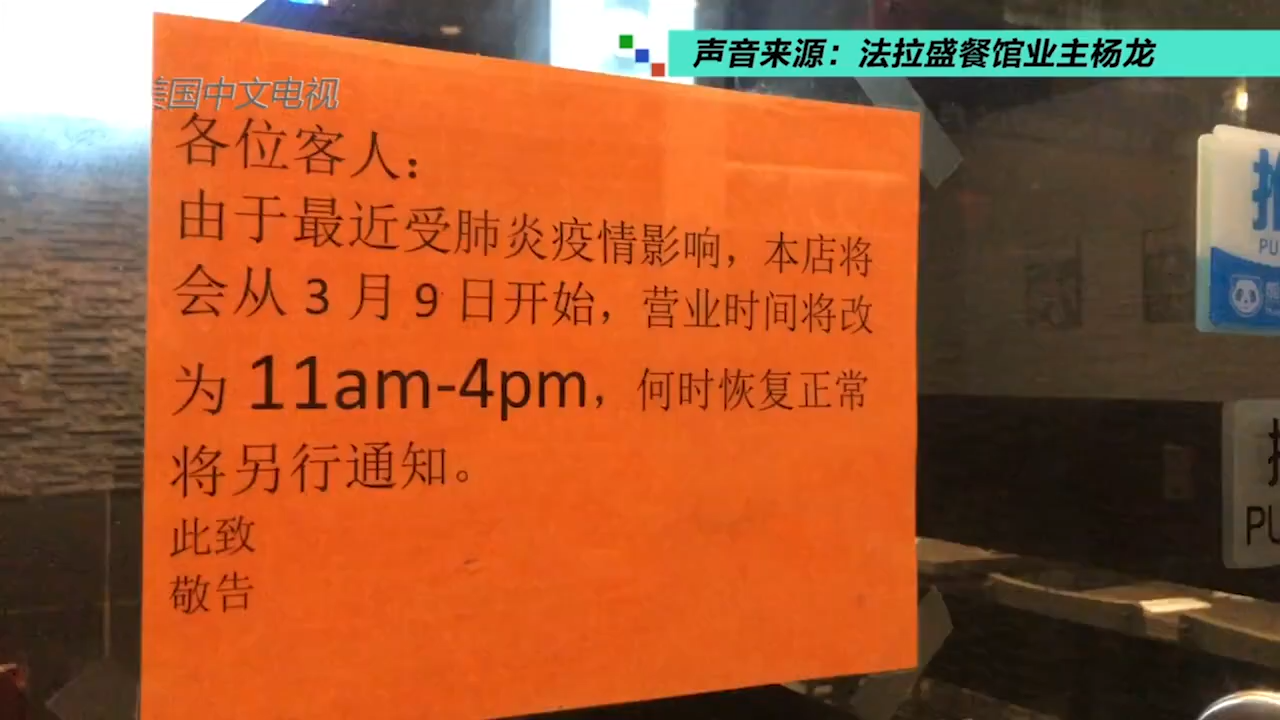 声音来源：法拉盛餐馆业主杨龙
美国中文电视
各位客人：
由于最近受肺炎疫情影响，本店将
会从 3 月 9 日开始，营业时间将改
为 11am-4pm，何时恢复正常
将另行通知。
此致
敬告
推
PU
PU